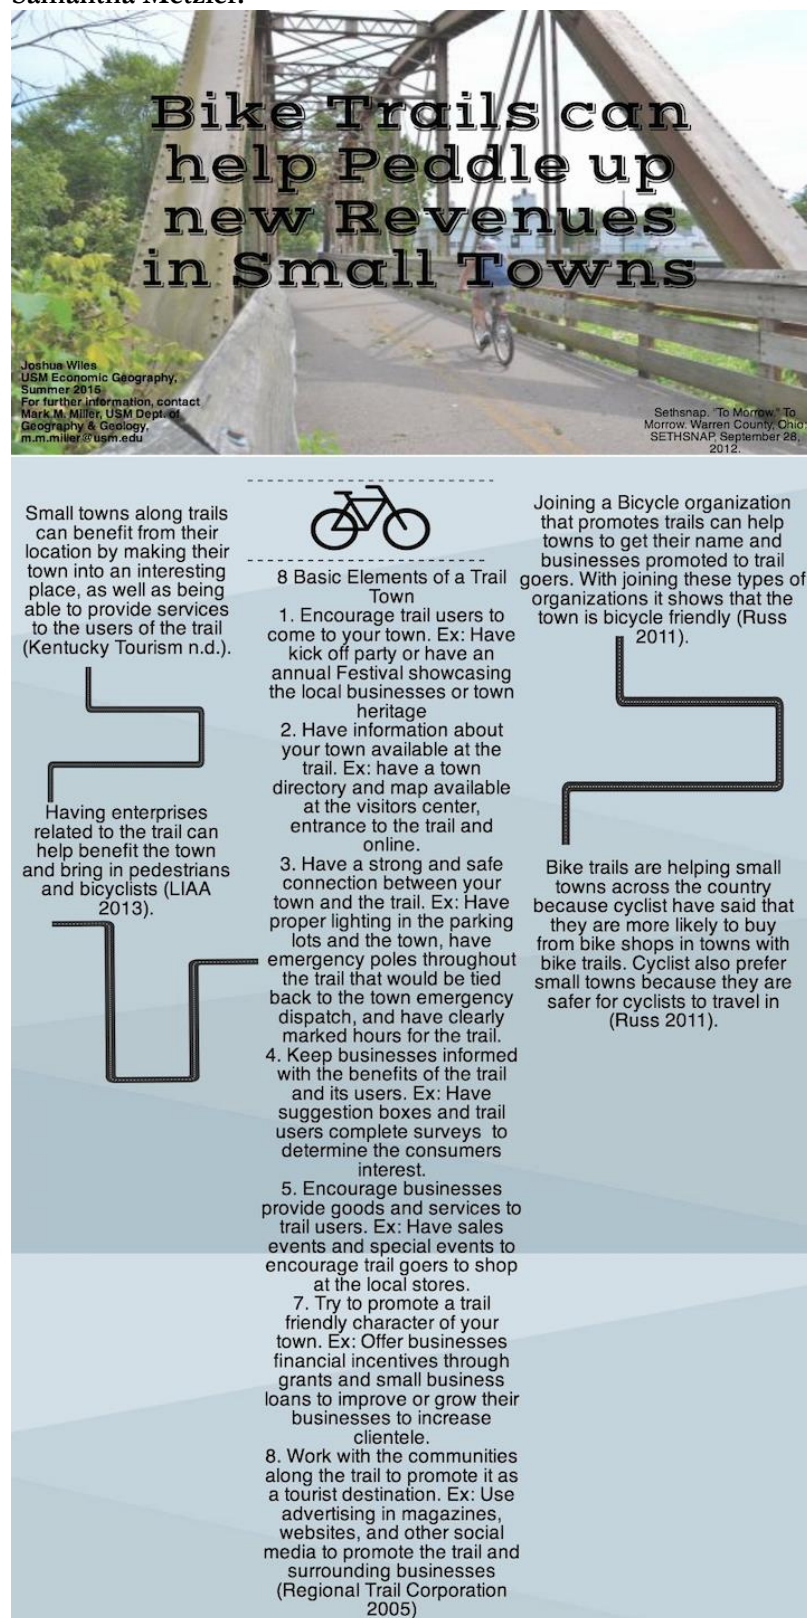 Samantha Metzler.
Bike Trails can
help Peddle up
new Revenues
in Small Towns
Joshua Wiles
USM Economic Geography,
Summer 2015
For further information, contact
Mark M. Miller, USM Dept. of
Geography & Geology,
m.m.miller@usm.edu
Sethsnap. "To Morrow." To
Morrow. Warren County, Ohio:
SETHSNAP, September 28,
2012.
Small towns along trails
can benefit from their
location by making their
town into an interesting
place, as well as being
able to provide services
to the users of the trail
(Kentucky Tourism n.d.).
Having enterprises
related to the trail can
help benefit the town
and bring in pedestrians
and bicyclists (LIAA
2013).
8 Basic Elements of a Trail
Town
1. Encourage trail users to
come to your town. Ex: Have
kick off party or have an
annual Festival showcasing
the local businesses or town
heritage
2. Have information about
your town available at the
trail. Ex: have a town
directory and map available
at the visitors center,
entrance to the trail and
online.
3. Have a strong and safe
connection between your
town and the trail. Ex: Have
proper lighting in the parking
lots and the town, have
emergency poles throughout
the trail that would be tied
back to the town emergency
dispatch, and have clearly
marked hours for the trail.
4. Keep businesses informed
with the benefits of the trail
and its users. Ex: Have
suggestion boxes and trail
users complete surveys to
determine the consumers
interest.
5. Encourage businesses
provide goods and services to
trail users. Ex: Have sales
events and special events to
encourage trail goers to shop
at the local stores.
7. Try to promote a trail
friendly character of your
town. Ex: Offer businesses
financial incentives through
grants and small business
loans to improve or grow their
businesses to increase
clientele.
8. Work with the communities
along the trail to promote it as
a tourist destination. Ex: Use
advertising in magazines,
websites, and other social
media to promote the trail and
surrounding businesses
(Regional Trail Corporation
2005)
Joining a Bicycle organization
that promotes trails can help
towns to get their name and
businesses promoted to trail
goers. With joining these types of
organizations it shows that the
town is bicycle friendly (Russ
2011).
Bike trails are helping small
towns across the country
because cyclist have said that
they are more likely to buy
from bike shops in towns with
bike trails. Cyclist also prefer
small towns because they are
safer for cyclists to travel in
(Russ 2011).